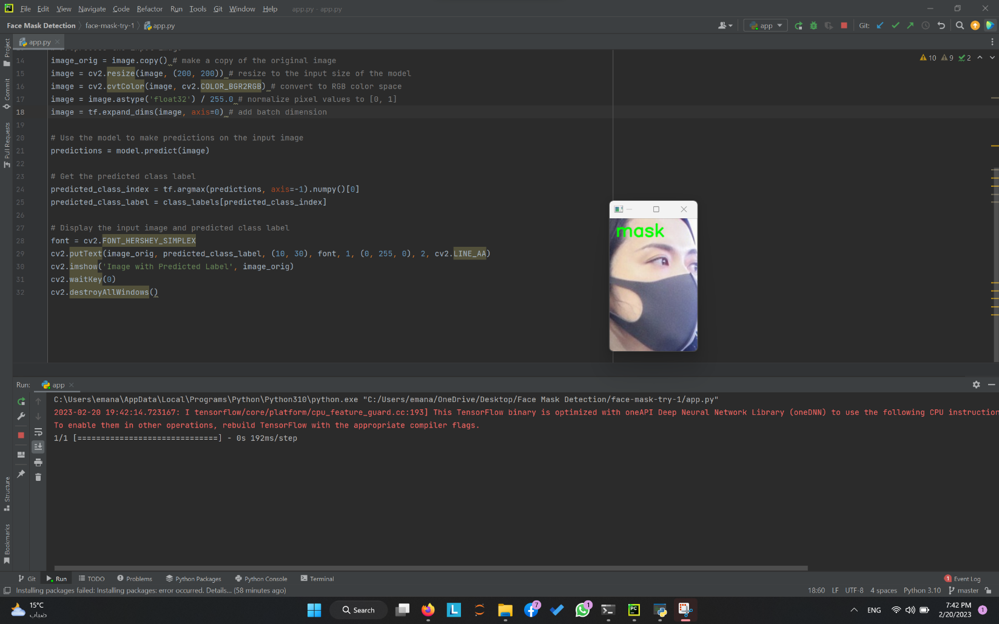 File Edit View Navigate Code Refactor Run Tools Git Window Help app.py - app.py
Face Mask Detection face-mask-try-1 app.py
app Git:
app.py
10 9 2
14 image_orig = image.copy() # make a copy of the original image
15 image = cv2.resize(image, (200, 200)) # resize to the input size of the model
16 image = cv2.cvtColor(image, cv2.COLOR_BGR2RGB) # convert to RGB color space
17 image = image.astype('float32') / 255.0 # normalize pixel values to [0, 1]
18 image = tf.expand_dims(image, axis=0) # add batch dimension
19
20 # Use the model to make predictions on the input image
21 predictions = model.predict(image)
22
23 # Get the predicted class label
24 predicted_class_index = tf.argmax(predictions, axis=-1).numpy()[0]
25 predicted_class_label = class_labels[predicted_class_index]
26
27 # Display the input image and predicted class label
28 font = cv2.FONT_HERSHEY_SIMPLEX
29 cv2.putText(image_orig, predicted_class_label, (10, 30), font, 1, (0, 255, 0), 2, cv2.LINE_AA)
30 cv2.imshow('Image with Predicted Label', image_orig)
31 cv2.waitKey(0)
32 cv2.destroyAllWindows()
mask
Project
Commit
Pull Requests
Structure
Bookmarks
Run: app
C:\Users\emana\AppData\Local\Programs\Python\Python310\python.exe "C:/Users/emana/OneDrive/Desktop/Face Mask Detection/face-mask-try-1/app.py"
2023-02-20 19:42:14.723167: I tensorflow/core/platform/cpu_feature_guard.cc:193] This TensorFlow binary is optimized with oneAPI Deep Neural Network Library (oneDNN) to use the following CPU instruction
To enable them in other operations, rebuild TensorFlow with the appropriate compiler flags.
1/1 [==============================] - 0s 192ms/step
Git Run TODO Problems Python Packages Python Console Terminal 1 Event Log
Installing packages failed: Installing packages: error occurred. Details... (58 minutes ago) 18:60 LF UTF-8 4 spaces Python 3.10 master
15°C
ضباب
Search
7
1
ENG
7:42 PM
2/20/2023
1